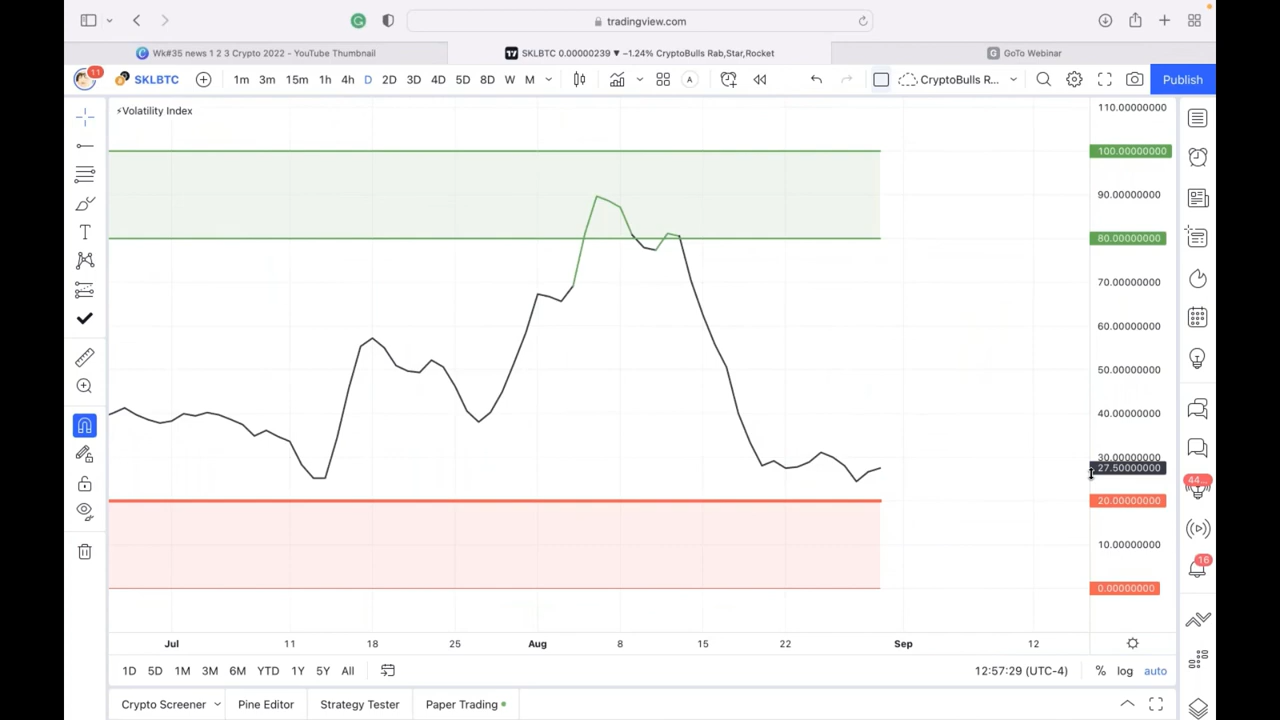 tradingview.com
Wk#35 news 1 2 3 Crypto 2022 - YouTube Thumbnail
SKLBTC 0.00000239 ▼ −1.24% CryptoBulls Rab,Star,Rocket
GoTo Webinar
11
SKLBTC
1m 3m 15m 1h 4h D 2D 3D 4D 5D 8D W M
A
CryptoBulls R...
Publish
⚡Volatility Index
110.00000000
100.00000000
90.00000000
80.00000000
70.00000000
60.00000000
50.00000000
40.00000000
30.00000000
27.50000000
20.00000000
10.00000000
0.00000000
44...
16
Jul 11 18 25 Aug 8 15 22 Sep 12
1D 5D 1M 3M 6M YTD 1Y 5Y All
12:57:29 (UTC-4) % log auto
Crypto Screener Pine Editor Strategy Tester Paper Trading